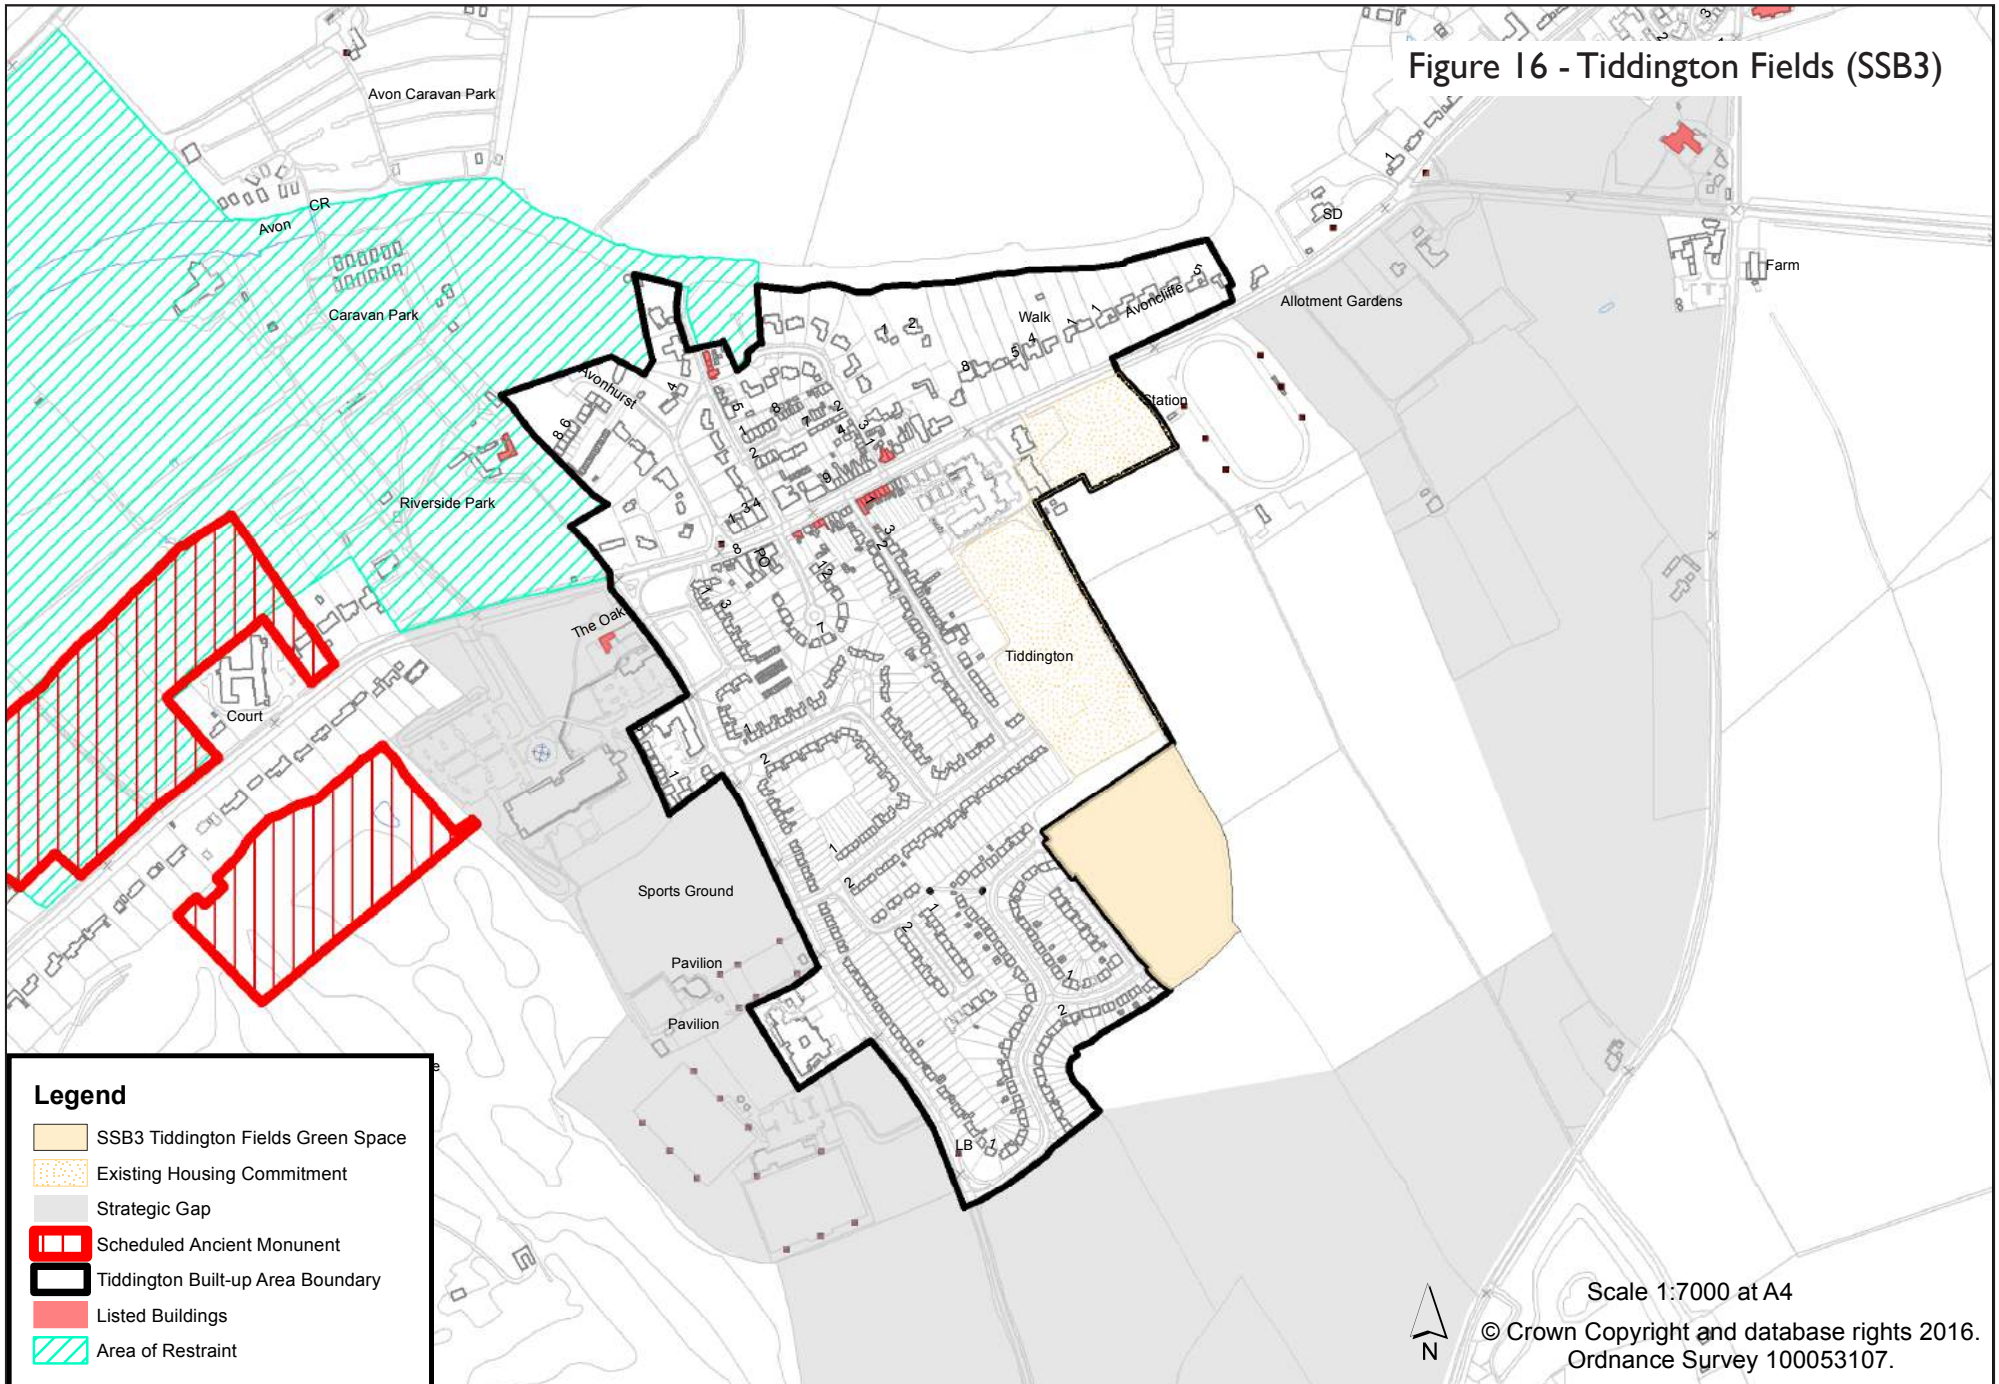 Figure 16 - Tiddington Fields (SSB3)
Avon Caravan Park
CR
Avon
SD
Farm
Caravan Park
Allotment Gardens
Walk
Avoncliffe
Avonhurst
Station
Riverside Park
PO
The Oak
Tiddington
Court
Sports Ground
Pavilion
Pavilion
LB
Legend
SSB3 Tiddington Fields Green Space
Existing Housing Commitment
Strategic Gap
Scheduled Ancient Monunent
Tiddington Built-up Area Boundary
Listed Buildings
Area of Restraint
Scale 1:7000 at A4
N
© Crown Copyright and database rights 2016.
Ordnance Survey 100053107.